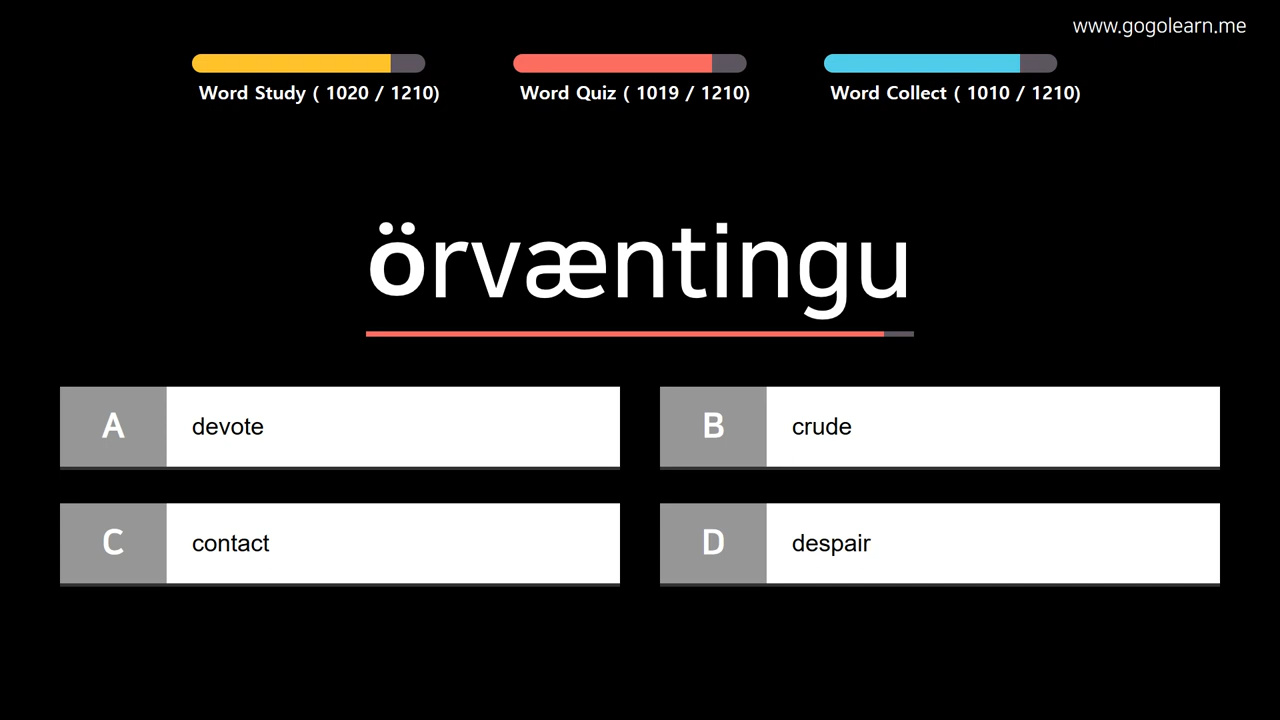 www.gogolearn.me
Word Study ( 1020 / 1210)
Word Quiz ( 1019 / 1210)
Word Collect ( 1010 / 1210)
örvæntingu
A devote
B crude
C contact
D despair